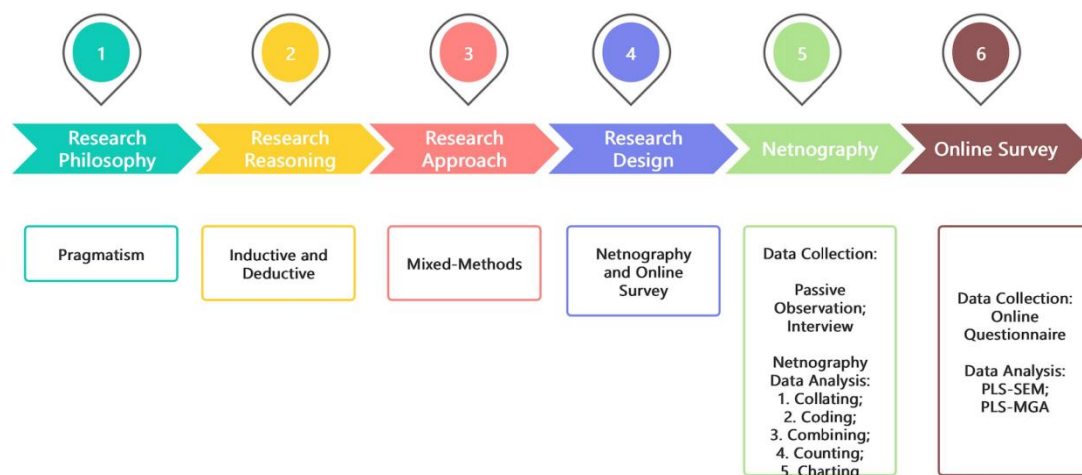 1
2
3
4
5
6
Research
Philosophy
Research
Reasoning
Research
Approach
Research
Design
Netnography
Online Survey
Pragmatism
Inductive and
Deductive
Mixed-Methods
Netnography
and Online
Survey
Data Collection:
Passive
Observation;
Interview
Netnography
Data Analysis:
1. Collating;
2. Coding;
3. Combining;
4. Counting;
5. Charting
Data Collection:
Online
Questionnaire
Data Analysis:
PLS-SEM;
PLS-MGA